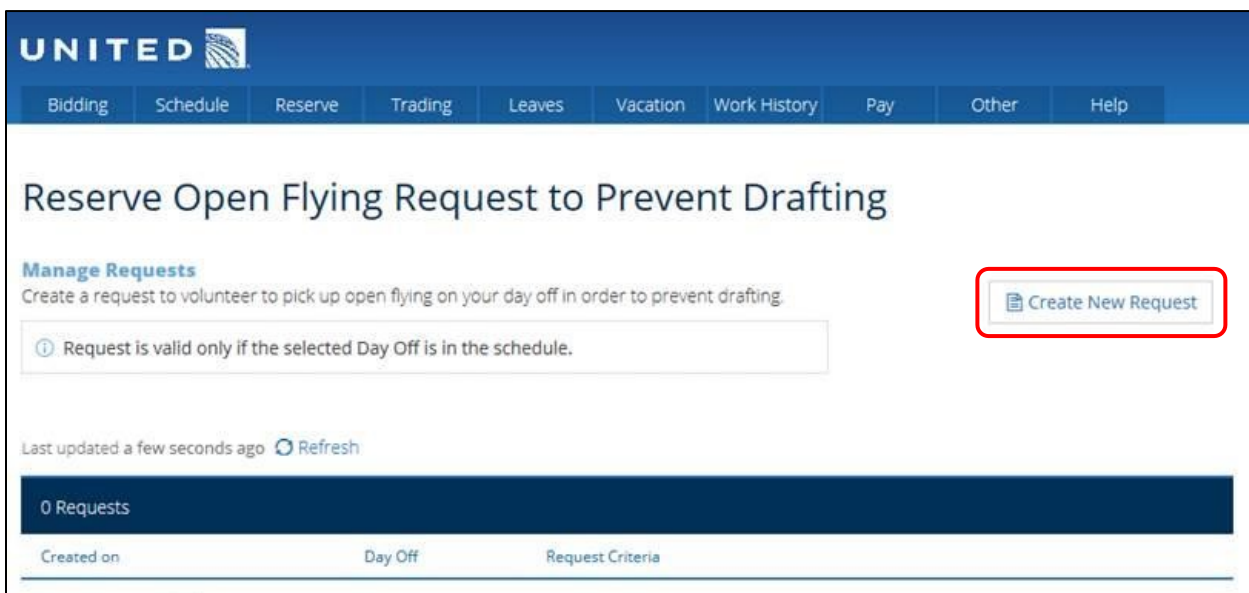 UNITED
Bidding Schedule Reserve Trading Leaves Vacation Work History Pay Other Help
Reserve Open Flying Request to Prevent Drafting
Manage Requests
Create a request to volunteer to pick up open flying on your day off in order to prevent drafting.
Create New Request
Request is valid only if the selected Day Off is in the schedule.
Last updated a few seconds ago Refresh
0 Requests
Created on Day Off Request Criteria